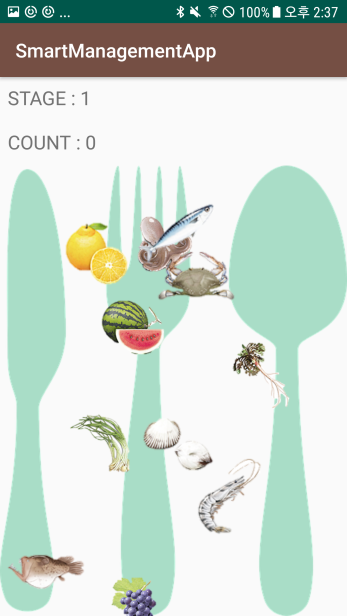 ... 100% 오후 2:37
SmartManagementApp
STAGE : 1
COUNT : 0